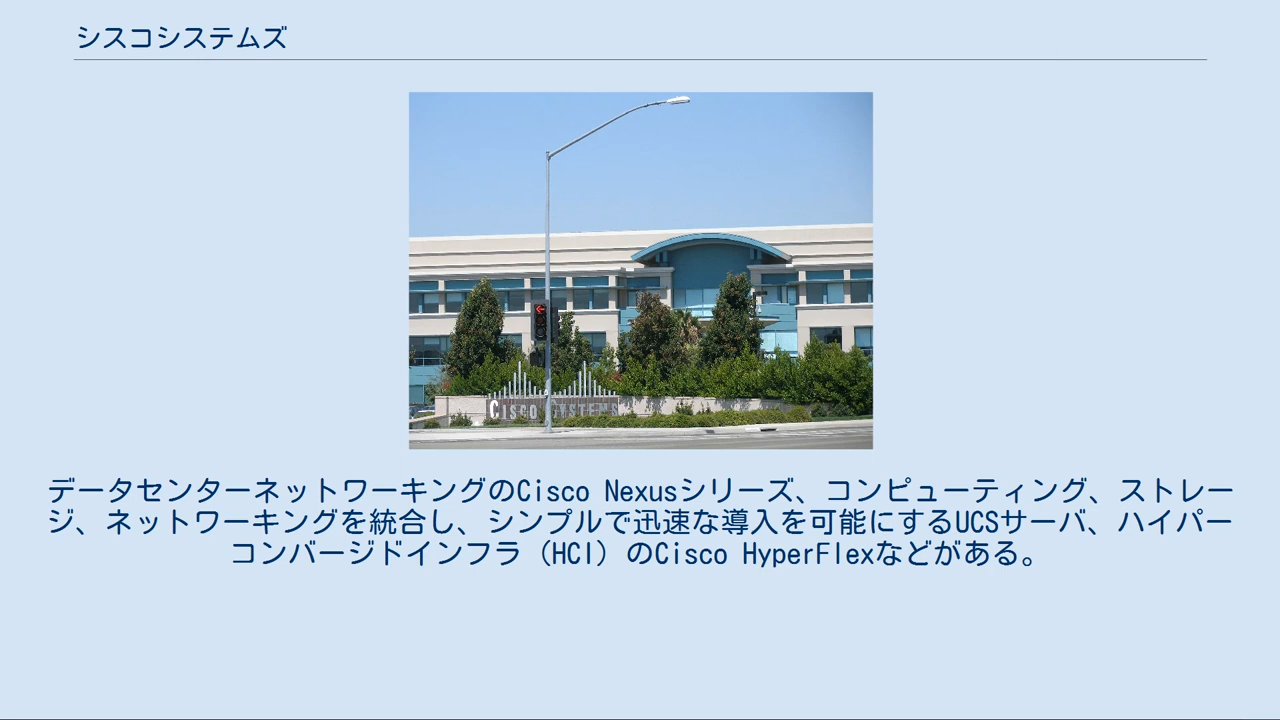 シスコシステムズ
CISCO SYSTEMS
データセンターネットワーキングのCisco Nexusシリーズ、コンピューティング、ストレー
ジ、ネットワーキングを統合し、シンプルで迅速な導入を可能にするUCSサーバ、ハイパー
コンバージドインフラ（HCI）のCisco HyperFlexなどがある。